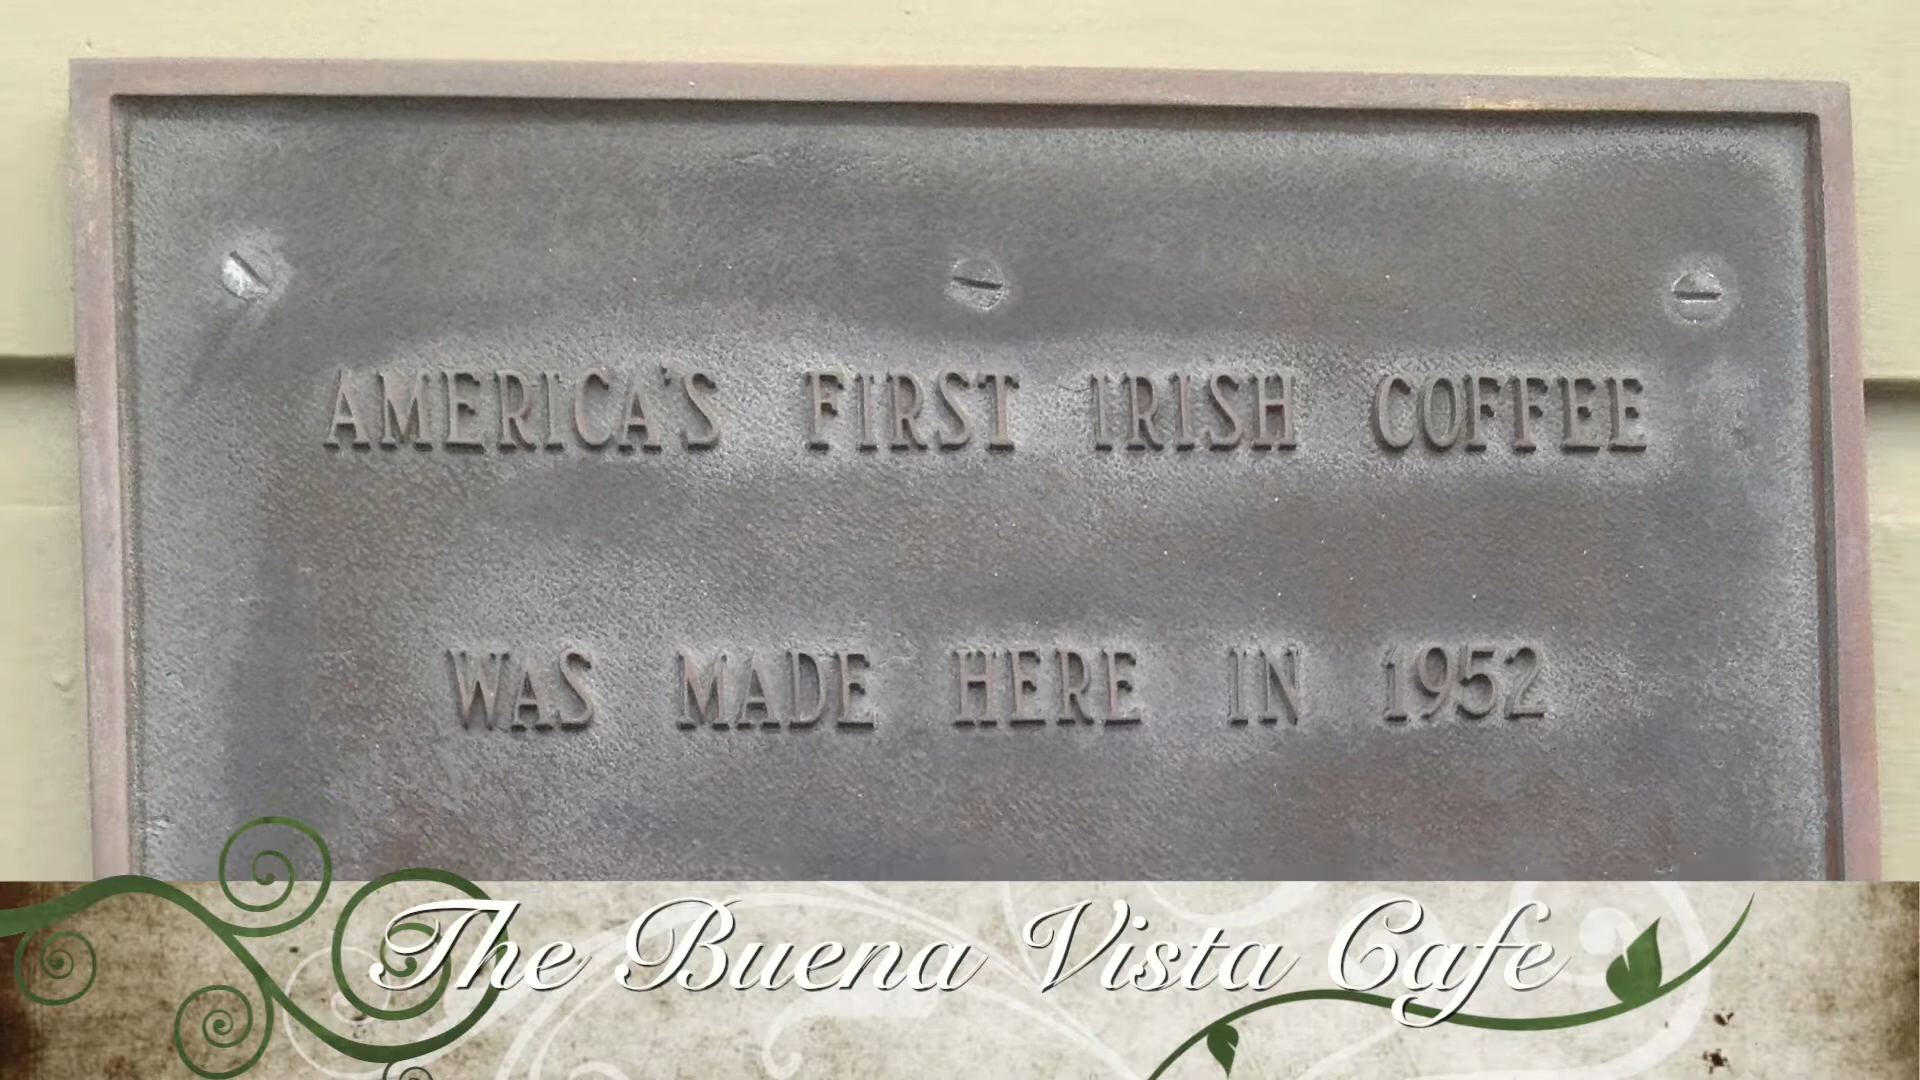 AMERICA'S FIRST IRISH COFFEE
WAS MADE HERE IN 1952
The Buena Vista Cafe